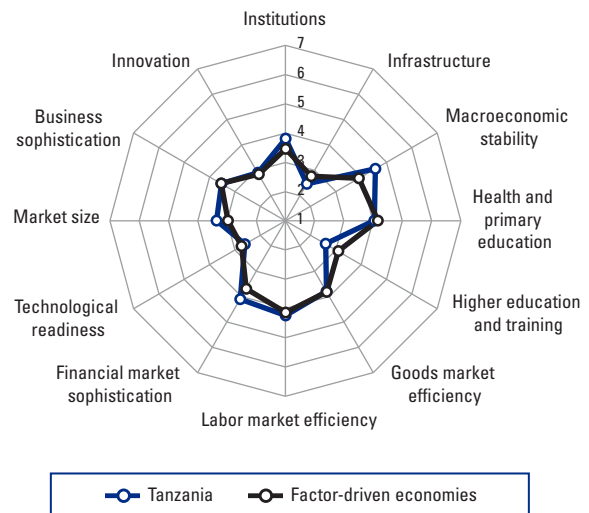 Institutions
7
6
5
4
3
2
1
Infrastructure
Macroeconomic
stability
Health and
primary
education
Higher education
and training
Goods market
efficiency
Labor market efficiency
Financial market
sophistication
Technological
readiness
Market size
Business
sophistication
Innovation
Tanzania
Factor-driven economies